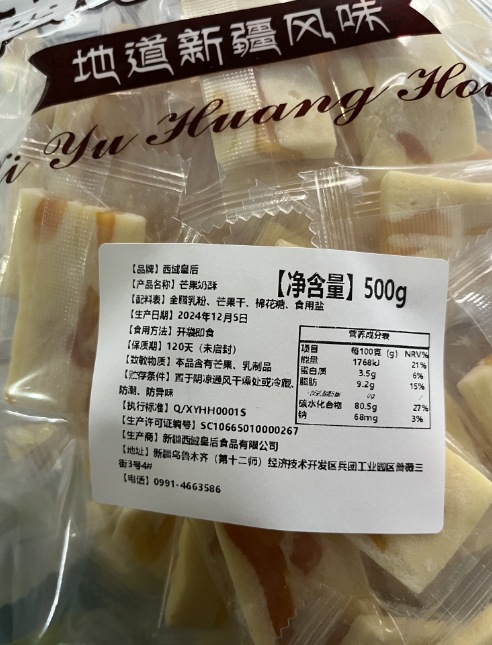 地道新疆风味
Yu Huang Ho
【品牌】西域皇后
【产品名称】芒果奶酥
【净含量】500g
【配料表】全脂乳粉、芒果干、棉花糖、食用盐
【生产日期】2024年12月5日
【食用方法】开袋即食
【保质期】120天（未启封）
【致敏物质】本品含有芒果、乳制品
【贮存条件】置于阴凉通风干燥处或冷藏、
防潮、防异味
【执行标准】Q/XYHH0001S
【生产许可证编号】SC10665010000267
【生产商】新疆西域皇后食品有限公司
【地址】新疆乌鲁木齐（第十二师）经济技术开发区兵团工业园区蔷薇三
街3号4#
【电话】0991-4663586
营养成分表
项目 每100克（g） NRV%
能量 1768kJ 21%
蛋白质 3.5g 6%
脂肪 9.2g 15%
0g
碳水化合物 80.5g 27%
钠 68mg 3%